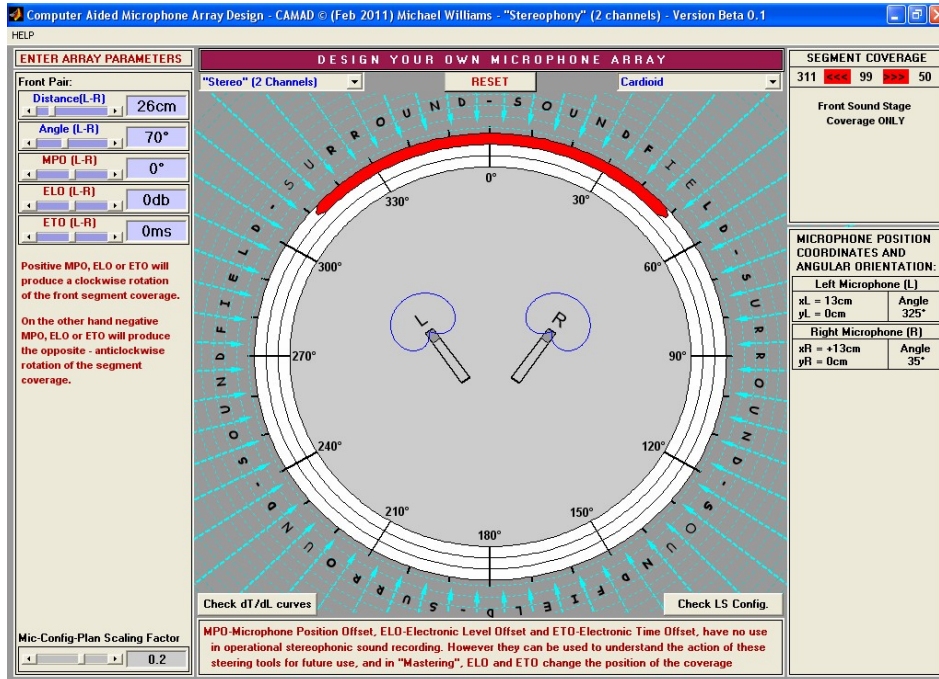 Computer Aided Microphone Array Design - CAMAD © (Feb 2011) Michael Williams - "Stereophony" (2 channels) - Version Beta 0.1
HELP
ENTER ARRAY PARAMETERS
Front Pair:
Distance(L-R)
26cm
Angle (L-R)
70°
MPO (L-R)
0°
ELO (L-R)
0db
ETO (L-R)
0ms
Positive MPO, ELO or ETO will
produce a clockwise rotation
of the front segment coverage.
On the other hand negative
MPO, ELO or ETO will produce
the opposite - anticlockwise
rotation of the segment
coverage.
Mic-Config-Plan Scaling Factor
0.2
DESIGN YOUR OWN MICROPHONE ARRAY
"Stereo" (2 Channels)
RESET
Cardioid
SURROUND-SOUNDFIELD-SURROUND-SOUNDFIELD-SURROUND-SOUNDFIELD-
0°
30°
60°
90°
120°
150°
180°
210°
240°
270°
300°
330°
L
R
Check dT/dL curves
Check LS Config.
MPO-Microphone Position Offset, ELO-Electronic Level Offset and ETO-Electronic Time Offset, have no use
in operational stereophonic sound recording. However they can be used to understand the action of these
steering tools for future use, and in "Mastering", ELO and ETO change the position of the coverage
SEGMENT COVERAGE
311 <<< 99 >>> 50
Front Sound Stage
Coverage ONLY
MICROPHONE POSITION
COORDINATES AND
ANGULAR ORIENTATION:
Left Microphone (L)
xL = 13cm Angle
yL = 0cm 325°
Right Microphone (R)
xR = +13cm Angle
yR = 0cm 35°